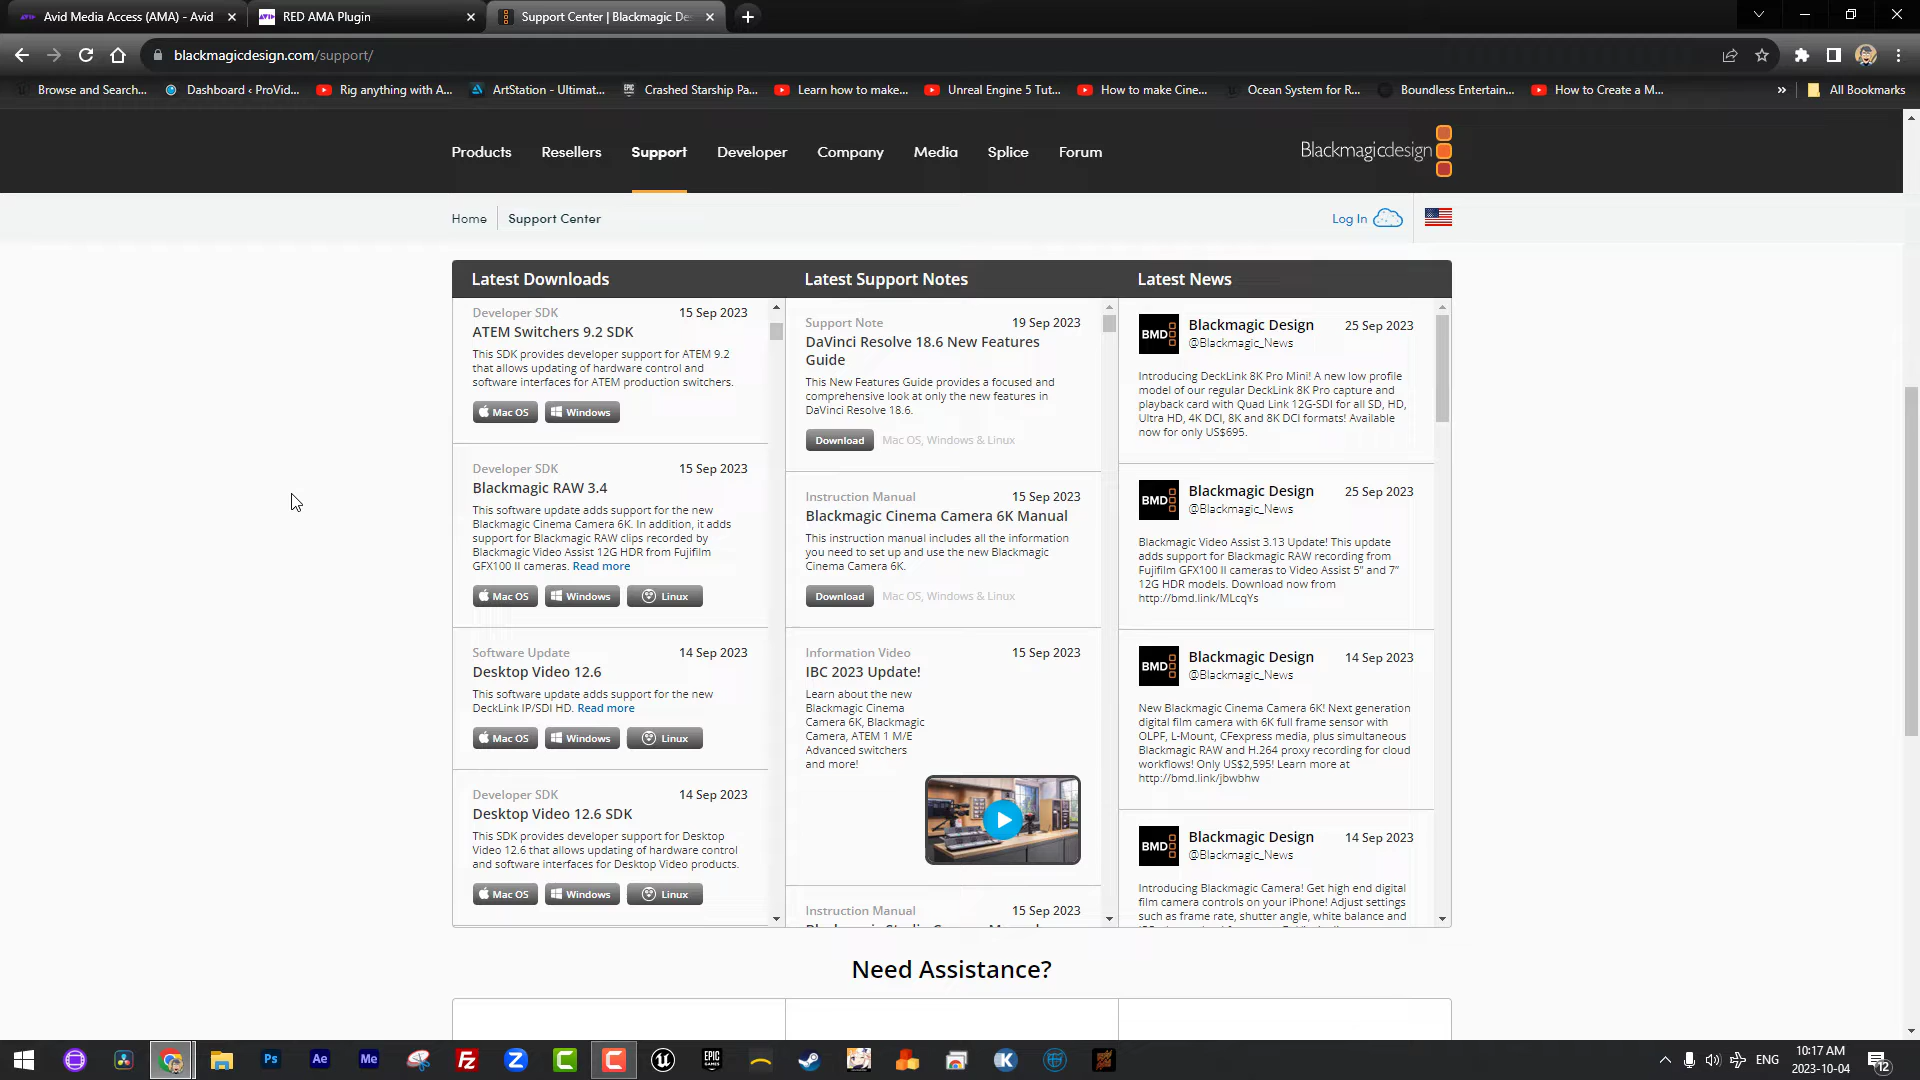 Avid Media Access (AMA) - Avid
RED AMA Plugin
Support Center | Blackmagic De
blackmagicdesign.com/support/
Browse and Search...
Dashboard ‹ ProVid...
Rig anything with A...
ArtStation - Ultimat...
Crashed Starship Pa...
Learn how to make...
Unreal Engine 5 Tut...
How to make Cine...
Ocean System for R...
Boundless Entertain...
How to Create a M...
»
All Bookmarks
Products
Resellers
Support
Developer
Company
Media
Splice
Forum
Blackmagicdesign
Home
Support Center
Log In
Latest Downloads
Developer SDK
15 Sep 2023
ATEM Switchers 9.2 SDK
This SDK provides developer support for ATEM 9.2
that allows updating of hardware control and
software interfaces for ATEM production switchers.
Mac OS
Windows
Developer SDK
15 Sep 2023
Blackmagic RAW 3.4
This software update adds support for the new
Blackmagic Cinema Camera 6K. In addition, it adds
support for Blackmagic RAW clips recorded by
Blackmagic Video Assist 12G HDR from Fujifilm
GFX100 II cameras. Read more
Mac OS
Windows
Linux
Software Update
14 Sep 2023
Desktop Video 12.6
This software update adds support for the new
DeckLink IP/SDI HD. Read more
Mac OS
Windows
Linux
Developer SDK
14 Sep 2023
Desktop Video 12.6 SDK
This SDK provides developer support for Desktop
Video 12.6 that allows updating of hardware control
and software interfaces for Desktop Video products.
Mac OS
Windows
Linux
Latest Support Notes
Support Note
19 Sep 2023
DaVinci Resolve 18.6 New Features
Guide
This New Features Guide provides a focused and
comprehensive look at only the new features in
DaVinci Resolve 18.6.
Download
Mac OS, Windows & Linux
Instruction Manual
15 Sep 2023
Blackmagic Cinema Camera 6K Manual
This instruction manual includes all the information
you need to set up and use the new Blackmagic
Cinema Camera 6K.
Download
Mac OS, Windows & Linux
Information Video
15 Sep 2023
IBC 2023 Update!
Learn about the new
Blackmagic Cinema
Camera 6K, Blackmagic
Camera, ATEM 1 M/E
Advanced switchers
and more!
Instruction Manual
15 Sep 2023
Latest News
BMD
Blackmagic Design
25 Sep 2023
@Blackmagic_News
Introducing DeckLink 8K Pro Mini! A new low profile
model of our regular DeckLink 8K Pro capture and
playback card with Quad Link 12G-SDI for all SD, HD,
Ultra HD, 4K DCI, 8K and 8K DCI formats! Available
now for only US$695.
BMD
Blackmagic Design
25 Sep 2023
@Blackmagic_News
Blackmagic Video Assist 3.13 Update! This update
adds support for Blackmagic RAW recording from
Fujifilm GFX100 II cameras to Video Assist 5" and 7"
12G HDR models. Download now from
http://bmd.link/MLcqYs
BMD
Blackmagic Design
14 Sep 2023
@Blackmagic_News
New Blackmagic Cinema Camera 6K! Next generation
digital film camera with 6K full frame sensor with
OLPF, L-Mount, CFexpress media, plus simultaneous
Blackmagic RAW and H.264 proxy recording for cloud
workflows! Only US$2,595! Learn more at
http://bmd.link/jbwbhw
BMD
Blackmagic Design
14 Sep 2023
@Blackmagic_News
Introducing Blackmagic Camera! Get high end digital
film camera controls on your iPhone! Adjust settings
such as frame rate, shutter angle, white balance and
Need Assistance?
Ps
Ae
Me
Fz
Z
C
C
EPIC
GAMES
K
ENG
10:17 AM
2023-10-04
12